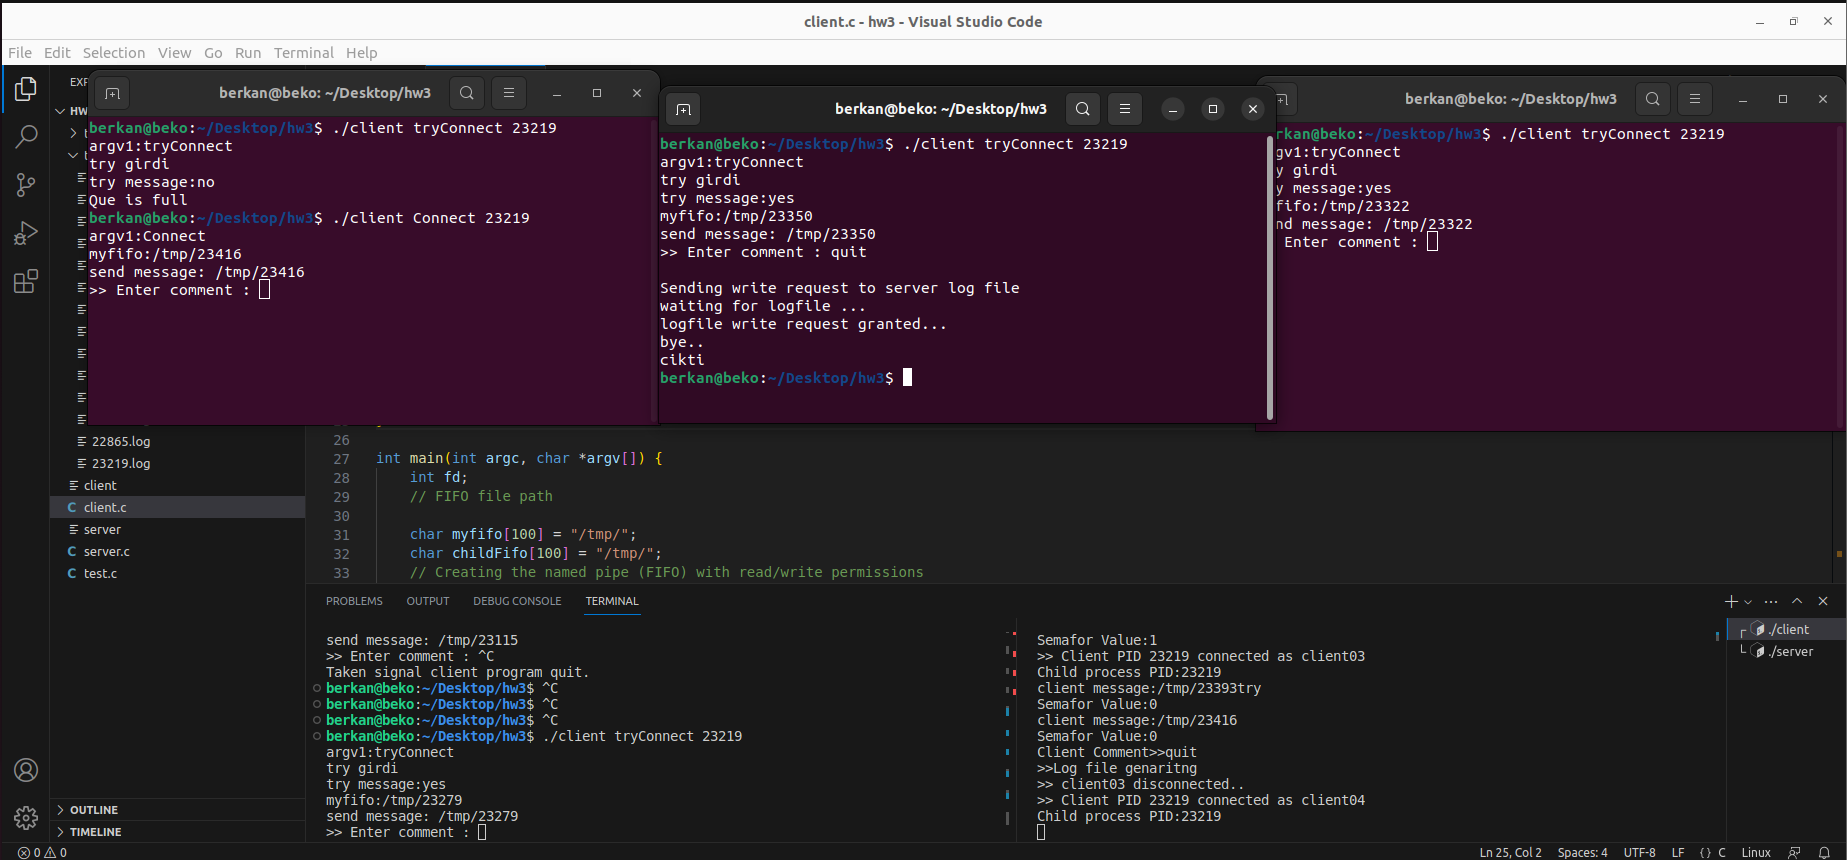 client.c - hw3 - Visual Studio Code
File Edit Selection View Go Run Terminal Help
EXP
HW
berkan@beko: ~/Desktop/hw3
berkan@beko:~/Desktop/hw3$ ./client tryConnect 23219
argv1:tryConnect
try girdi
try message:no
Que is full
berkan@beko:~/Desktop/hw3$ ./client Connect 23219
argv1:Connect
myfifo:/tmp/23416
send message: /tmp/23416
>> Enter comment :
berkan@beko: ~/Desktop/hw3
berkan@beko:~/Desktop/hw3$ ./client tryConnect 23219
argv1:tryConnect
try girdi
try message:yes
myfifo:/tmp/23350
send message: /tmp/23350
>> Enter comment : quit
Sending write request to server log file
waiting for logfile ...
logfile write request granted...
bye..
cikti
berkan@beko:~/Desktop/hw3$
berkan@beko: ~/Desktop/hw3
rkan@beko:~/Desktop/hw3$ ./client tryConnect 23219
gv1:tryConnect
y girdi
y message:yes
fifo:/tmp/23322
nd message: /tmp/23322
Enter comment :
22865.log
23219.log
client
C client.c
server
C server.c
C test.c
OUTLINE
TIMELINE
26
27 int main(int argc, char *argv[]) {
28 int fd;
29 // FIFO file path
30
31 char myfifo[100] = "/tmp/";
32 char childFifo[100] = "/tmp/";
33 // Creating the named pipe (FIFO) with read/write permissions
PROBLEMS OUTPUT DEBUG CONSOLE TERMINAL
send message: /tmp/23115
>> Enter comment : ^C
Taken signal client program quit.
berkan@beko:~/Desktop/hw3$ ^C
berkan@beko:~/Desktop/hw3$ ^C
berkan@beko:~/Desktop/hw3$ ^C
berkan@beko:~/Desktop/hw3$ ./client tryConnect 23219
argv1:tryConnect
try girdi
try message:yes
myfifo:/tmp/23279
send message: /tmp/23279
>> Enter comment :
Semafor Value:1
>> Client PID 23219 connected as client03
Child process PID:23219
client message:/tmp/23393try
Semafor Value:0
client message:/tmp/23416
Semafor Value:0
Client Comment>>quit
>>Log file genaritng
>> client03 disconnected..
>> Client PID 23219 connected as client04
Child process PID:23219
./client
./server
0 0
Ln 25, Col 2 Spaces: 4 UTF-8 LF {} C Linux